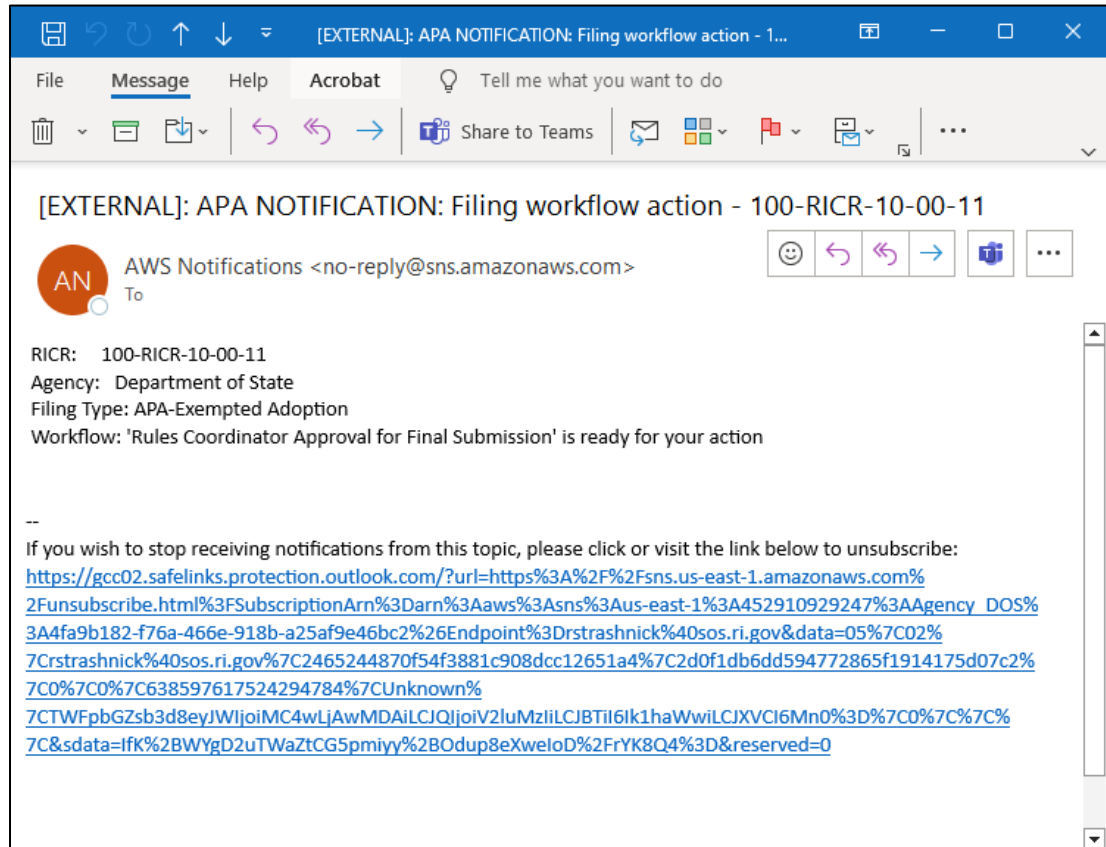 [EXTERNAL]: APA NOTIFICATION: Filing workflow action - 1...
File Message Help Acrobat Tell me what you want to do
Share to Teams
[EXTERNAL]: APA NOTIFICATION: Filing workflow action - 100-RICR-10-00-11
AN
AWS Notifications <no-reply@sns.amazonaws.com>
To
RICR: 100-RICR-10-00-11
Agency: Department of State
Filing Type: APA-Exempted Adoption
Workflow: 'Rules Coordinator Approval for Final Submission' is ready for your action
--
If you wish to stop receiving notifications from this topic, please click or visit the link below to unsubscribe:
https://gcc02.safelinks.protection.outlook.com/?url=https%3A%2F%2Fsns.us-east-1.amazonaws.com%
2Funsubscribe.html%3FSubscriptionArn%3Darn%3Aaws%3Asns%3Aus-east-1%3A452910929247%3AAgency_DOS%
3A4fa9b182-f76a-466e-918b-a25af9e46bc2%26Endpoint%3Drstrashnick%40sos.ri.gov&data=05%7C02%
7Crstrashnick%40sos.ri.gov%7C2465244870f54f3881c908dcc12651a4%7C2d0f1db6dd594772865f1914175d07c2%
7C0%7C0%7C638597617524294784%7CUnknown%
7CTWFpbGZsb3d8eyJWIjoiMC4wLjAwMDAiLCJQIjoiV2luMzIiLCJBTiI6Ik1haWwiLCJXVCI6Mn0%3D%7C0%7C%7C%
7C&sdata=IfK%2BWYgD2uTWaZtCG5pmiyy%2BOdup8eXweIoD%2FrYK8Q4%3D&reserved=0